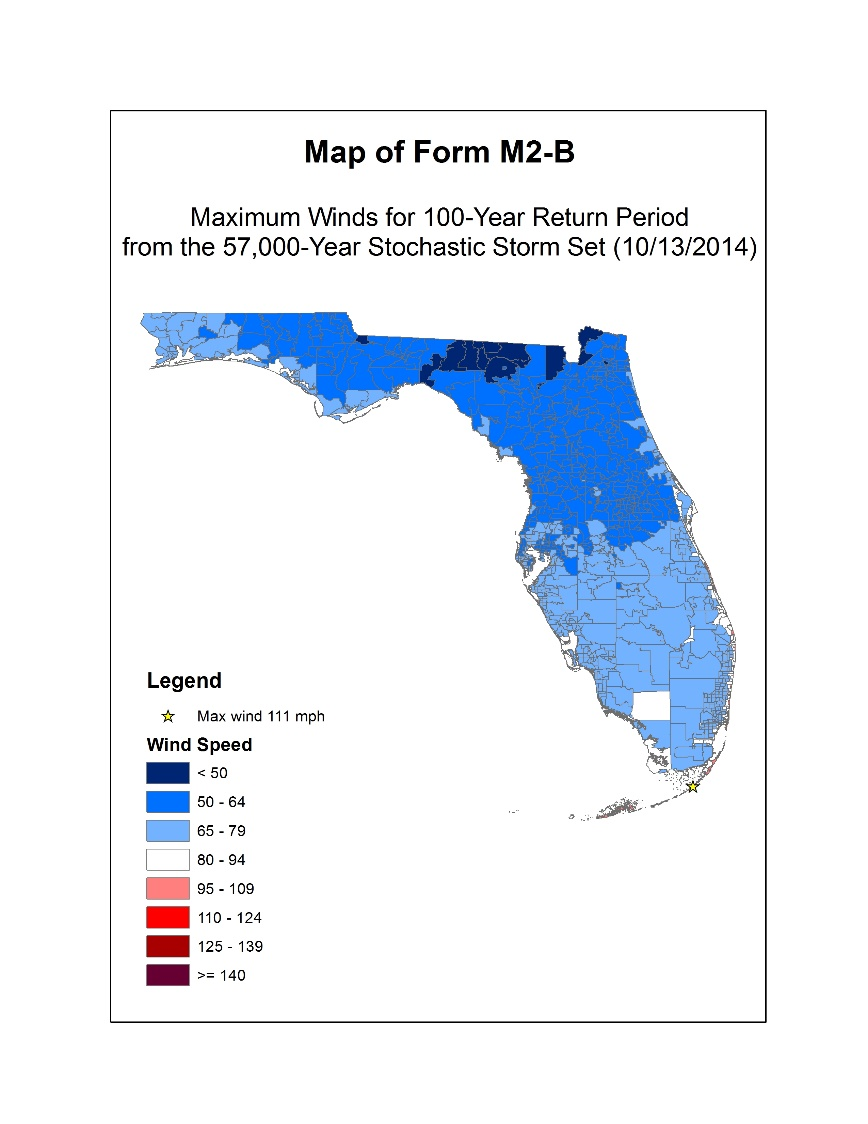 Map of Form M2-B
Maximum Winds for 100-Year Return Period
from the 57,000-Year Stochastic Storm Set (10/13/2014)
Legend
Max wind 111 mph
Wind Speed
< 50
50 - 64
65 - 79
80 - 94
95 - 109
110 - 124
125 - 139
>= 140